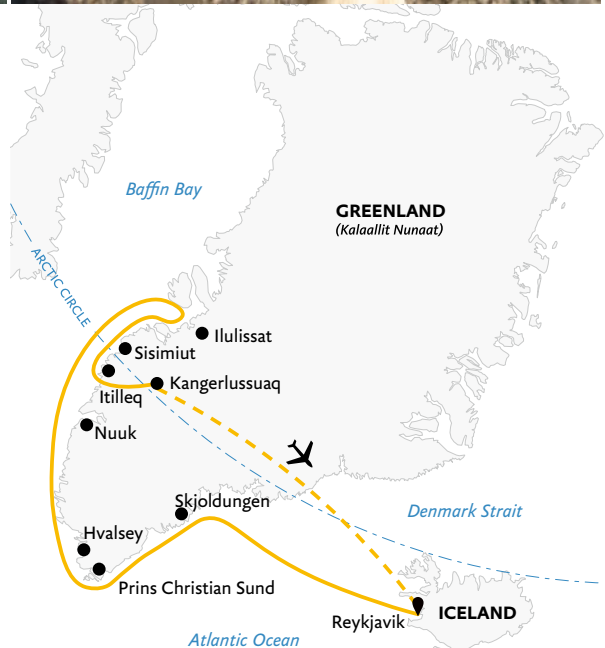 Baffin Bay
GREENLAND
(Kalaallit Nunaat)
ARCTIC CIRCLE
Ilulissat
Sisimiut
Kangerlussuaq
Itilleq
Nuuk
Skjoldungen
Denmark Strait
Hvalsey
Prins Christian Sund
ICELAND
Reykjavik
Atlantic Ocean